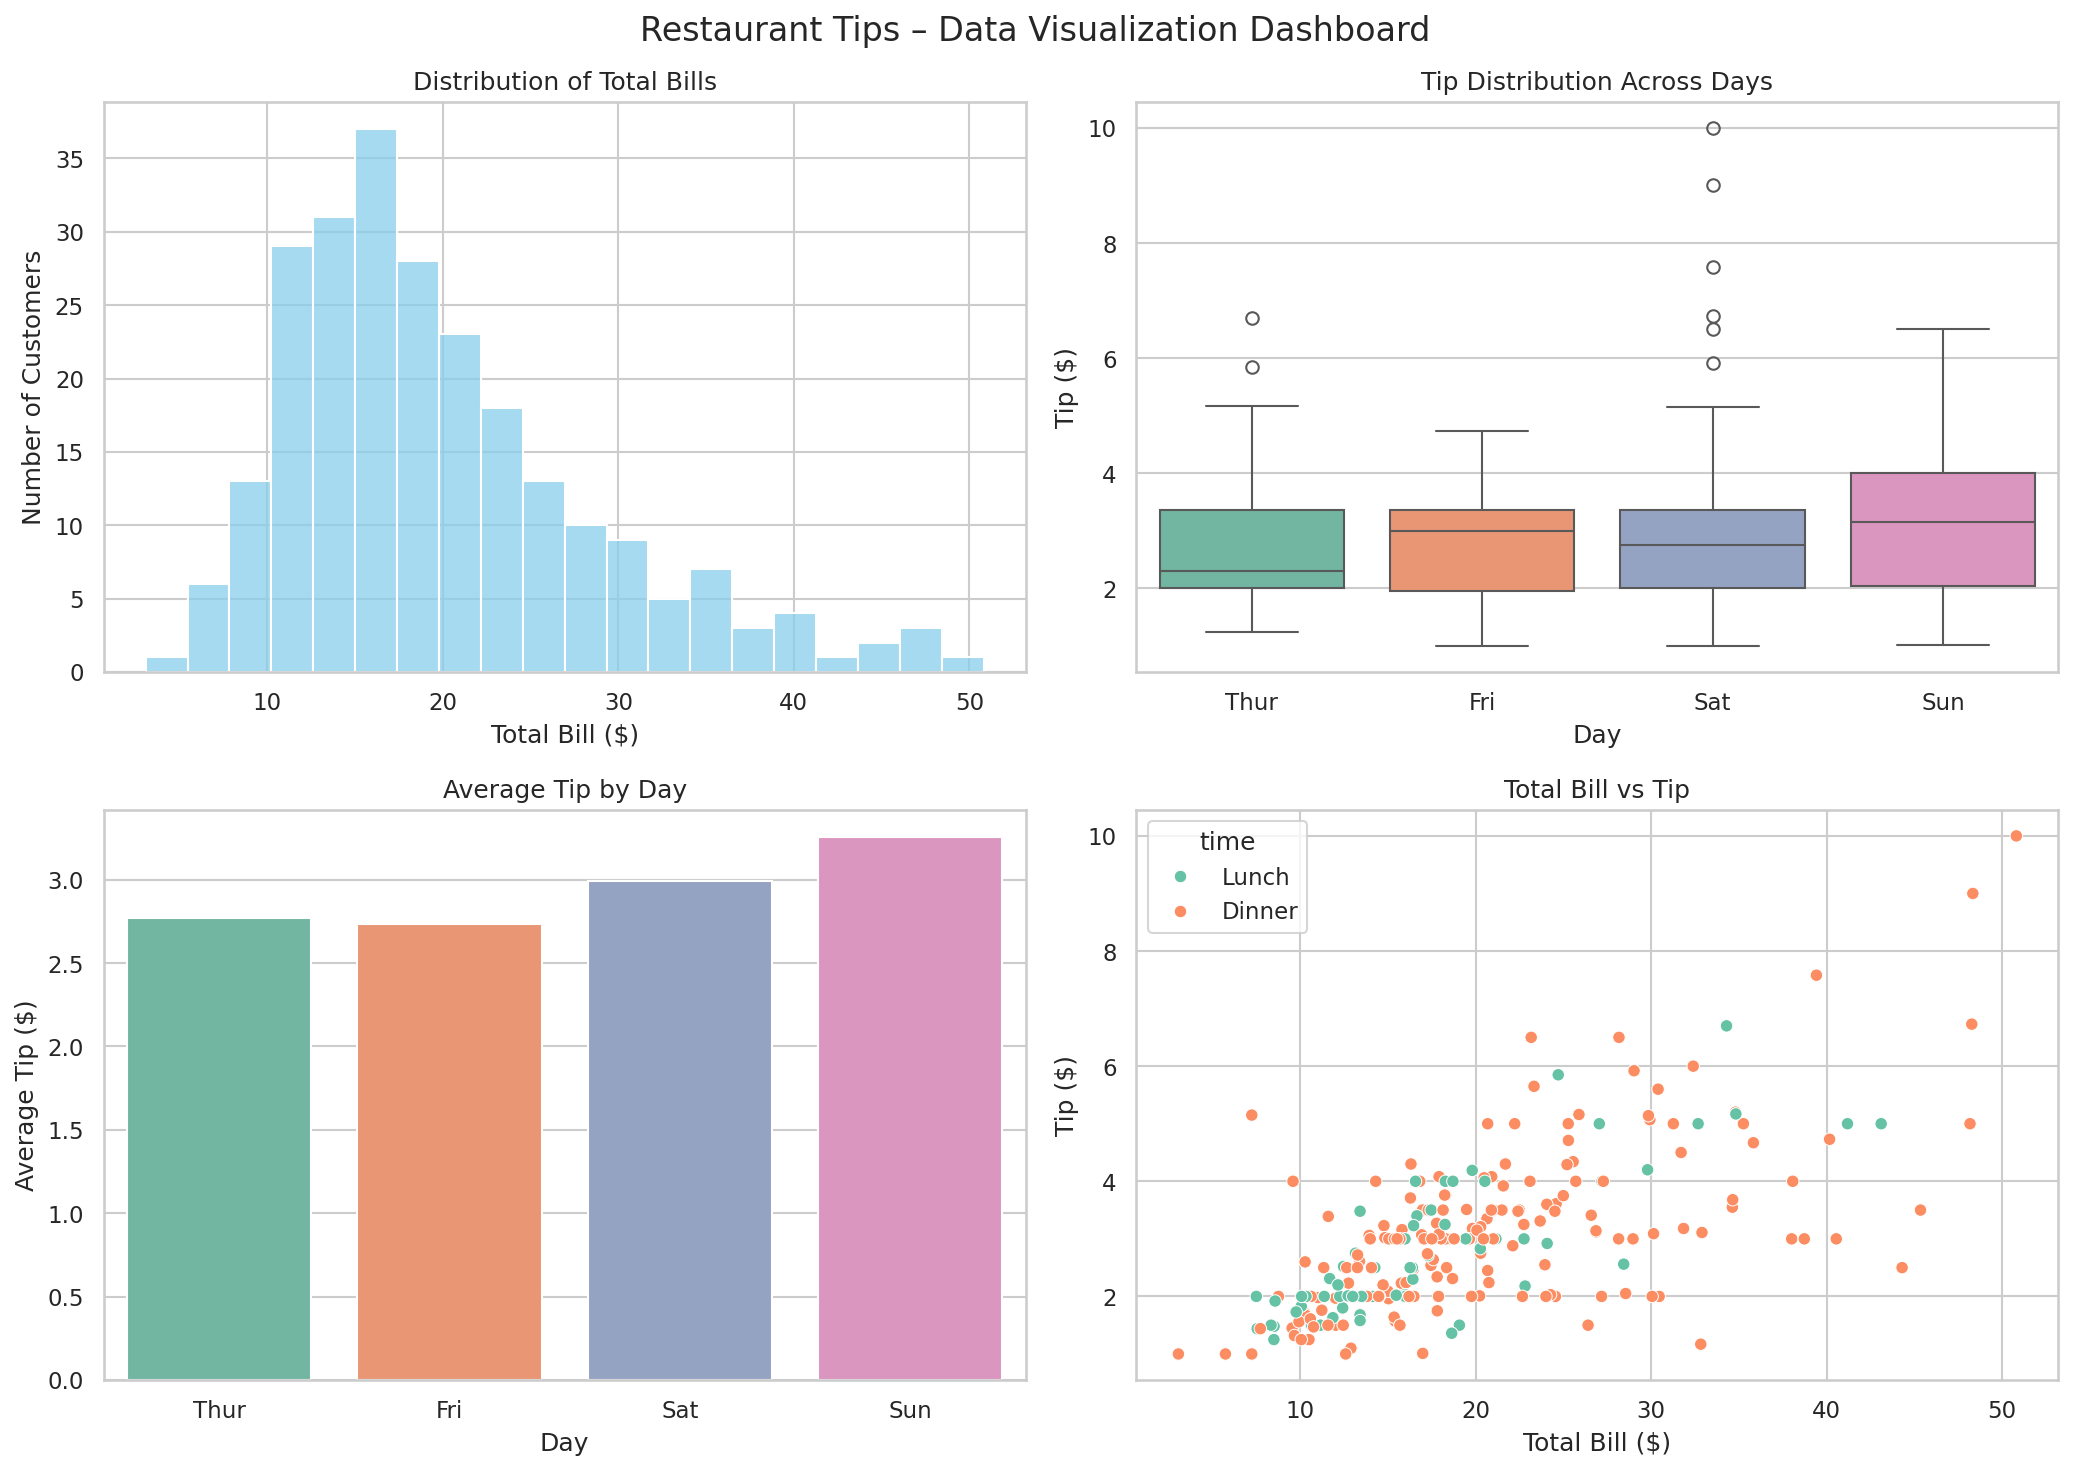 Restaurant Tips – Data Visualization Dashboard
Distribution of Total Bills
Number of Customers
35
30
25
20
15
10
5
0
10 20 30 40 50
Total Bill ($)
Tip Distribution Across Days
Tip ($)
10
8
6
4
2
Thur Fri Sat Sun
Day
Average Tip by Day
Average Tip ($)
3.0
2.5
2.0
1.5
1.0
0.5
0.0
Thur Fri Sat Sun
Day
Total Bill vs Tip
time
Lunch
Dinner
Tip ($)
10
8
6
4
2
10 20 30 40 50
Total Bill ($)